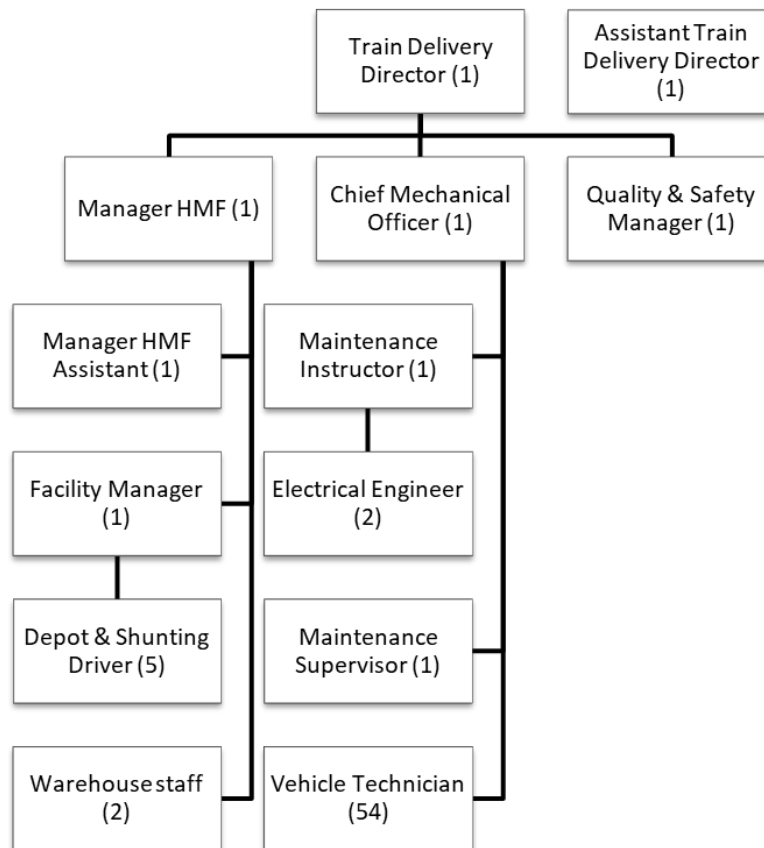 Train Delivery
Director (1)
Assistant Train
Delivery Director
(1)
Manager HMF (1)
Chief Mechanical
Officer (1)
Quality & Safety
Manager (1)
Manager HMF
Assistant (1)
Maintenance
Instructor (1)
Facility Manager
(1)
Electrical Engineer
(2)
Depot & Shunting
Driver (5)
Maintenance
Supervisor (1)
Warehouse staff
(2)
Vehicle Technician
(54)